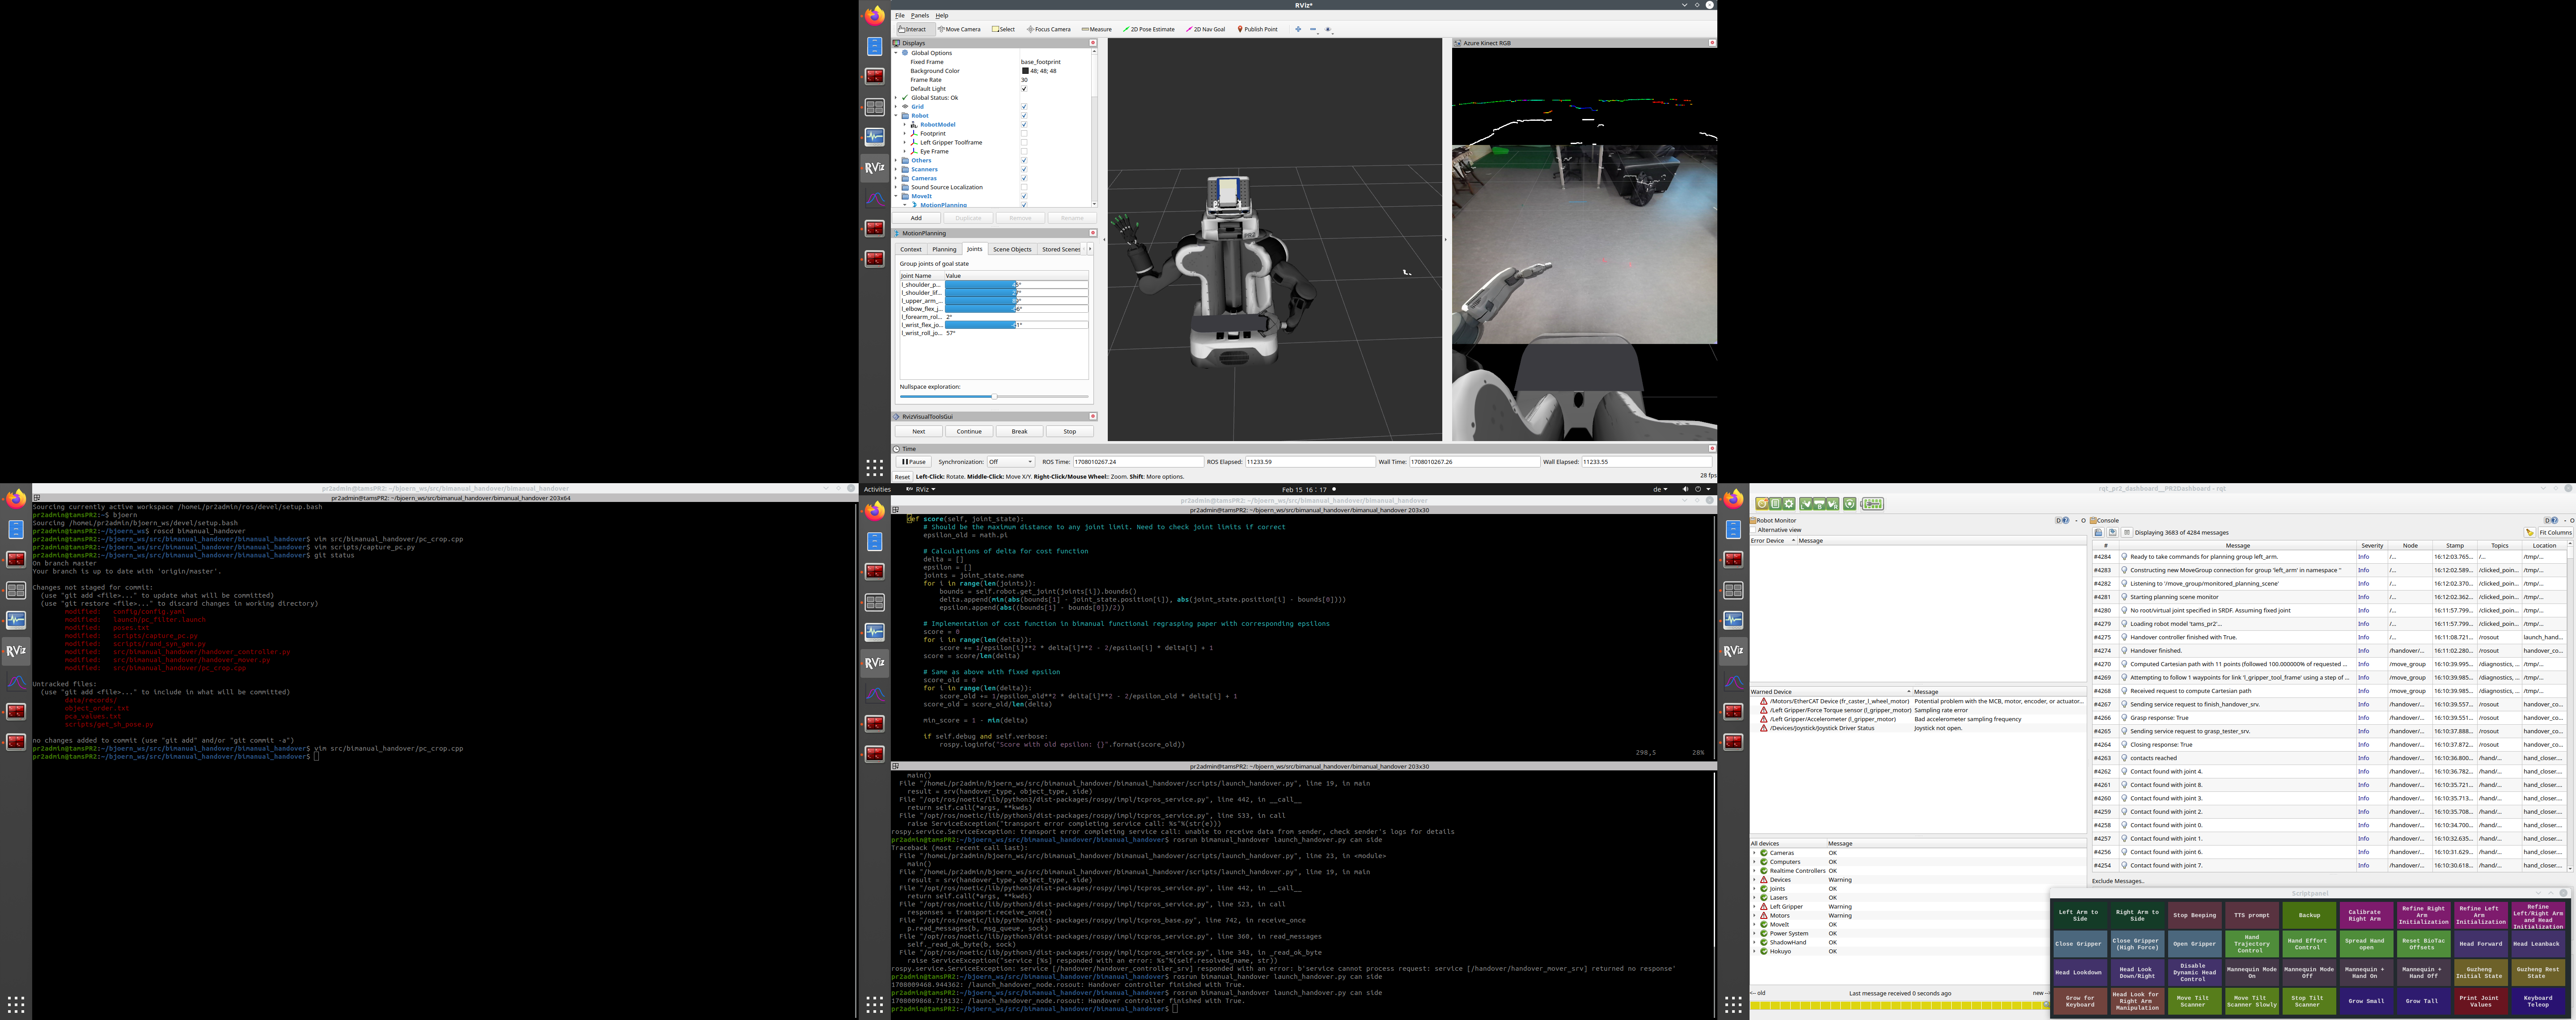 RViz*
File Panels Help
Interact Move Camera Select Focus Camera Measure 2D Pose Estimate 2D Nav Goal Publish Point
Displays
Global Options
Fixed Frame base_footprint
Background Color 48; 48; 48
Frame Rate 30
Default Light
Global Status: Ok
Grid
Robot
RobotModel
Footprint
Left Gripper Toolframe
Eye Frame
Others
Scanners
Cameras
Sound Source Localization
MoveIt
MotionPlanning
Add Duplicate Remove Rename
MotionPlanning
Context Planning Joints Scene Objects Stored Scenes
Group joints of goal state
Joint Name Value
l_shoulder_p...
l_shoulder_lif...
l_upper_arm_...
l_elbow_flex_j...
l_forearm_rol... 2°
l_wrist_flex_jo...
l_wrist_roll_jo... 57°
Nullspace exploration:
RvizVisualToolsGui
Next Continue Break Stop
Azure Kinect RGB
Time
Pause Synchronization: Off ROS Time: 1708010267.24 ROS Elapsed: 11233.59 Wall Time: 1708010267.26 Wall Elapsed: 11233.55
Reset Left-Click: Rotate. Middle-Click: Move X/Y. Right-Click/Mouse Wheel:: Zoom. Shift: More options. 28 fps
pr2admin@tamsPR2: ~/bjoern_ws/src/bimanual_handover/bimanual_handover
pr2admin@tamsPR2: ~/bjoern_ws/src/bimanual_handover/bimanual_handover 203x64
Sourcing currently active workspace /home/pr2admin/ros/devel/setup.bash
pr2admin@tamsPR2:~$ bjoern
Sourcing /homeL/pr2admin/bjoern_ws/devel/setup.bash
pr2admin@tamsPR2:~/bjoern_ws$ roscd bimanual_handover
pr2admin@tamsPR2:~/bjoern_ws/src/bimanual_handover/bimanual_handover$ vim src/bimanual_handover/pc_crop.cpp
pr2admin@tamsPR2:~/bjoern_ws/src/bimanual_handover/bimanual_handover$ vim scripts/capture_pc.py
pr2admin@tamsPR2:~/bjoern_ws/src/bimanual_handover/bimanual_handover$ git status
On branch master
Your branch is up to date with 'origin/master'.
Changes not staged for commit:
(use "git add <file>..." to update what will be committed)
(use "git restore <file>..." to discard changes in working directory)
modified: config/config.yaml
modified: launch/pc_filter.launch
modified: poses.txt
modified: scripts/capture_pc.py
modified: scripts/rand_syn_gen.py
modified: src/bimanual_handover/handover_controller.py
modified: src/bimanual_handover/handover_mover.py
modified: src/bimanual_handover/pc_crop.cpp
Untracked files:
(use "git add <file>..." to include in what will be committed)
data/records/
object_order.txt
pca_values.txt
scripts/get_sh_pose.py
no changes added to commit (use "git add" and/or "git commit -a")
pr2admin@tamsPR2:~/bjoern_ws/src/bimanual_handover/bimanual_handover$ vim src/bimanual_handover/pc_crop.cpp
pr2admin@tamsPR2:~/bjoern_ws/src/bimanual_handover/bimanual_handover$
Activities RViz Feb 15 16:17 de
pr2admin@tamsPR2: ~/bjoern_ws/src/bimanual_handover/bimanual_handover
pr2admin@tamsPR2: ~/bjoern_ws/src/bimanual_handover/bimanual_handover 203x30
def score(self, joint_state):
# Should be the maximum distance to any joint limit. Need to check joint limits if correct
epsilon_old = math.pi
# Calculations of delta for cost function
delta = []
epsilon = []
joints = joint_state.name
for i in range(len(joints)):
bounds = self.robot.get_joint(joints[i]).bounds()
delta.append(min(abs(bounds[1] - joint_state.position[i]), abs(joint_state.position[i] - bounds[0])))
epsilon.append(abs((bounds[1] - bounds[0])/2))
# Implementation of cost function in bimanual functional regrasping paper with corresponding epsilons
score = 0
for i in range(len(delta)):
score += 1/epsilon[i]**2 * delta[i]**2 - 2/epsilon[i] * delta[i] + 1
score = score/len(delta)
# Same as above with fixed epsilon
score_old = 0
for i in range(len(delta)):
score_old += 1/epsilon_old**2 * delta[i]**2 - 2/epsilon_old * delta[i] + 1
score_old = score_old/len(delta)
min_score = 1 - min(delta)
if self.debug and self.verbose:
rospy.loginfo("Score with old epsilon: {}".format(score_old))
298,5 28%
pr2admin@tamsPR2: ~/bjoern_ws/src/bimanual_handover/bimanual_handover 203x30
main()
File "/homeL/pr2admin/bjoern_ws/src/bimanual_handover/bimanual_handover/scripts/launch_handover.py", line 19, in main
result = srv(handover_type, object_type, side)
File "/opt/ros/noetic/lib/python3/dist-packages/rospy/impl/tcpros_service.py", line 442, in __call__
return self.call(*args, **kwds)
File "/opt/ros/noetic/lib/python3/dist-packages/rospy/impl/tcpros_service.py", line 533, in call
raise ServiceException("transport error completing service call: %s"%(str(e)))
rospy.service.ServiceException: transport error completing service call: unable to receive data from sender, check sender's logs for details
pr2admin@tamsPR2:~/bjoern_ws/src/bimanual_handover/bimanual_handover$ rosrun bimanual_handover launch_handover.py can side
Traceback (most recent call last):
File "/homeL/pr2admin/bjoern_ws/src/bimanual_handover/bimanual_handover/scripts/launch_handover.py", line 23, in <module>
main()
File "/homeL/pr2admin/bjoern_ws/src/bimanual_handover/bimanual_handover/scripts/launch_handover.py", line 19, in main
result = srv(handover_type, object_type, side)
File "/opt/ros/noetic/lib/python3/dist-packages/rospy/impl/tcpros_service.py", line 442, in __call__
return self.call(*args, **kwds)
File "/opt/ros/noetic/lib/python3/dist-packages/rospy/impl/tcpros_service.py", line 523, in call
responses = transport.receive_once()
File "/opt/ros/noetic/lib/python3/dist-packages/rospy/impl/tcpros_base.py", line 742, in receive_once
p.read_messages(b, msg_queue, sock)
File "/opt/ros/noetic/lib/python3/dist-packages/rospy/impl/tcpros_service.py", line 360, in read_messages
self._read_ok_byte(b, sock)
File "/opt/ros/noetic/lib/python3/dist-packages/rospy/impl/tcpros_service.py", line 343, in _read_ok_byte
raise ServiceException("service [%s] responded with an error: %s"%(self.resolved_name, str))
rospy.service.ServiceException: service [/handover/handover_controller_srv] responded with an error: b'service cannot process request: service [/handover/handover_mover_srv] returned no response'
pr2admin@tamsPR2:~/bjoern_ws/src/bimanual_handover/bimanual_handover$ rosrun bimanual_handover launch_handover.py can side
1708009468.944362: /launch_handover_node.rosout: Handover controller finished with True.
pr2admin@tamsPR2:~/bjoern_ws/src/bimanual_handover/bimanual_handover$ rosrun bimanual_handover launch_handover.py can side
1708009868.719132: /launch_handover_node.rosout: Handover controller finished with True.
pr2admin@tamsPR2:~/bjoern_ws/src/bimanual_handover/bimanual_handover$
rqt_pr2_dashboard__PR2Dashboard - rqt
Robot Monitor
Alternative view
Error Device Message
Warned Device Message
/Motors/EtherCAT Device (fr_caster_l_wheel_motor) Potential problem with the MCB, motor, encoder, or actuator...
/Left Gripper/Force Torque sensor (l_gripper_motor) Sampling rate error
/Left Gripper/Accelerometer (l_gripper_motor) Bad accelerometer sampling frequency
/Devices/Joystick/Joystick Driver Status Joystick not open.
All devices Message
Cameras OK
Computers OK
Realtime Controllers OK
Devices Warning
Joints OK
Lasers OK
Left Gripper Warning
Motors Warning
MoveIt OK
Power System OK
ShadowHand OK
Hokuyo OK
<-- old Last message received 0 seconds ago new -->
Console
Displaying 3683 of 4284 messages Fit Columns
# Message Severity Node Stamp Topics Location
#4284 Ready to take commands for planning group left_arm. Info /... 16:12:03.765... /... /tmp/...
#4283 Constructing new MoveGroup connection for group 'left_arm' in namespace '' Info /... 16:12:02.589... /clicked_poin... /tmp/...
#4282 Listening to '/move_group/monitored_planning_scene' Info /... 16:12:02.370... /clicked_poin... /tmp/...
#4281 Starting planning scene monitor Info /... 16:12:02.362... /clicked_poin... /tmp/...
#4280 No root/virtual joint specified in SRDF. Assuming fixed joint Info /... 16:11:57.799... /clicked_poin... /tmp/...
#4279 Loading robot model 'tams_pr2'... Info /... 16:11:57.799... /clicked_poin... /tmp/...
#4275 Handover controller finished with True. Info /... 16:11:08.721... /rosout launch_hand...
#4274 Handover finished. Info /handover/... 16:11:02.280... /rosout handover_co...
#4270 Computed Cartesian path with 11 points (followed 100.000000% of requested ... Info /move_group 16:10:39.995... /diagnostics, ... /tmp/...
#4269 Attempting to follow 1 waypoints for link 'l_gripper_tool_frame' using a step of ... Info /move_group 16:10:39.985... /diagnostics, ... /tmp/...
#4268 Received request to compute Cartesian path Info /move_group 16:10:39.985... /diagnostics, ... /tmp/...
#4267 Sending service request to finish_handover_srv. Info /handover/... 16:10:39.557... /rosout handover_co...
#4266 Grasp response: True Info /handover/... 16:10:39.551... /rosout handover_co...
#4265 Sending service request to grasp_tester_srv. Info /handover/... 16:10:37.888... /rosout handover_co...
#4264 Closing response: True Info /handover/... 16:10:37.872... /rosout handover_co...
#4263 contacts reached Info /handover/... 16:10:36.800... /hand/... hand_closer....
#4262 Contact found with joint 4. Info /handover/... 16:10:36.782... /hand/... hand_closer....
#4261 Contact found with joint 8. Info /handover/... 16:10:35.721... /hand/... hand_closer....
#4260 Contact found with joint 3. Info /handover/... 16:10:35.713... /hand/... hand_closer....
#4259 Contact found with joint 2. Info /handover/... 16:10:35.708... /hand/... hand_closer....
#4258 Contact found with joint 0. Info /handover/... 16:10:34.700... /hand/... hand_closer....
#4257 Contact found with joint 1. Info /handover/... 16:10:32.635... /hand/... hand_closer....
#4256 Contact found with joint 6. Info /handover/... 16:10:31.629... /hand/... hand_closer....
#4254 Contact found with joint 7. Info /handover/... 16:10:30.618... /hand/... hand_closer....
Exclude Messages..
Scriptpanel
Left Arm to Side Right Arm to Side Stop Beeping TTS prompt Backup Calibrate Right Arm Refine Right Arm Initialization Refine Left Arm Initialization Refine Left/Right Arm and Head Initialization
Close Gripper Close Gripper (High Force) Open Gripper Hand Trajectory Control Hand Effort Control Spread Hand open Reset BioTac Offsets Head Forward Head Leanback
Head Lookdown Head Look Down/Right Disable Dynamic Head Control Mannequin Mode On Mannequin Mode Off Mannequin + Hand On Mannequin + Hand Off Guzheng Initial State Guzheng Rest State
Grow for Keyboard Head Look for Right Arm Manipulation Move Tilt Scanner Move Tilt Scanner Slowly Stop Tilt Scanner Grow Small Grow Tall Print Joint Values Keyboard Teleop